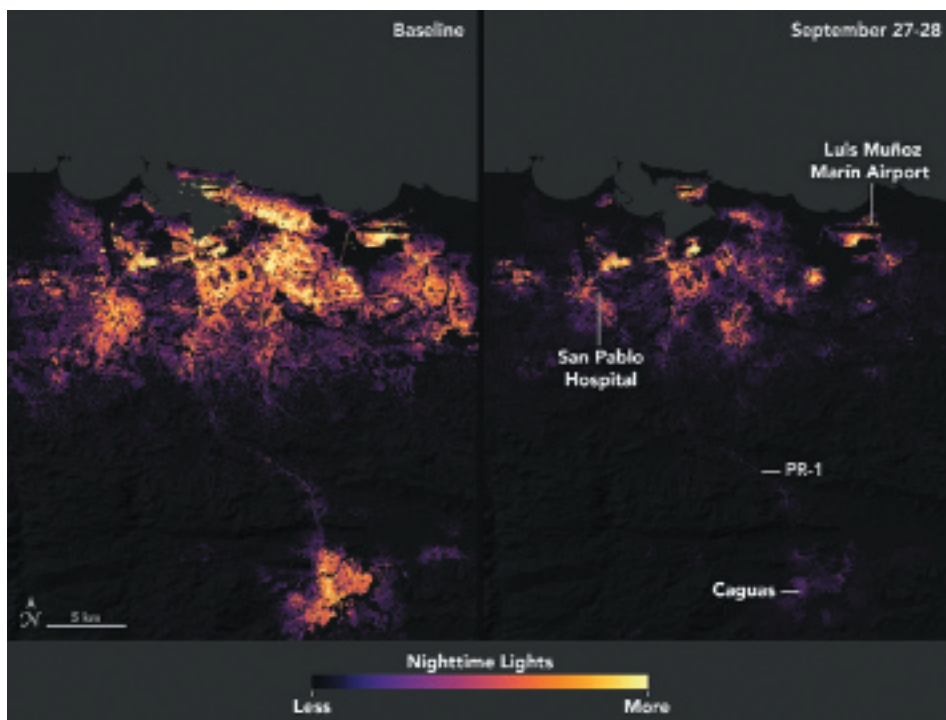 Baseline
September 27-28
Luis Muñoz
Marín Airport
San Pablo
Hospital
PR-1
Caguas
N
5 km
Nighttime Lights
Less
More